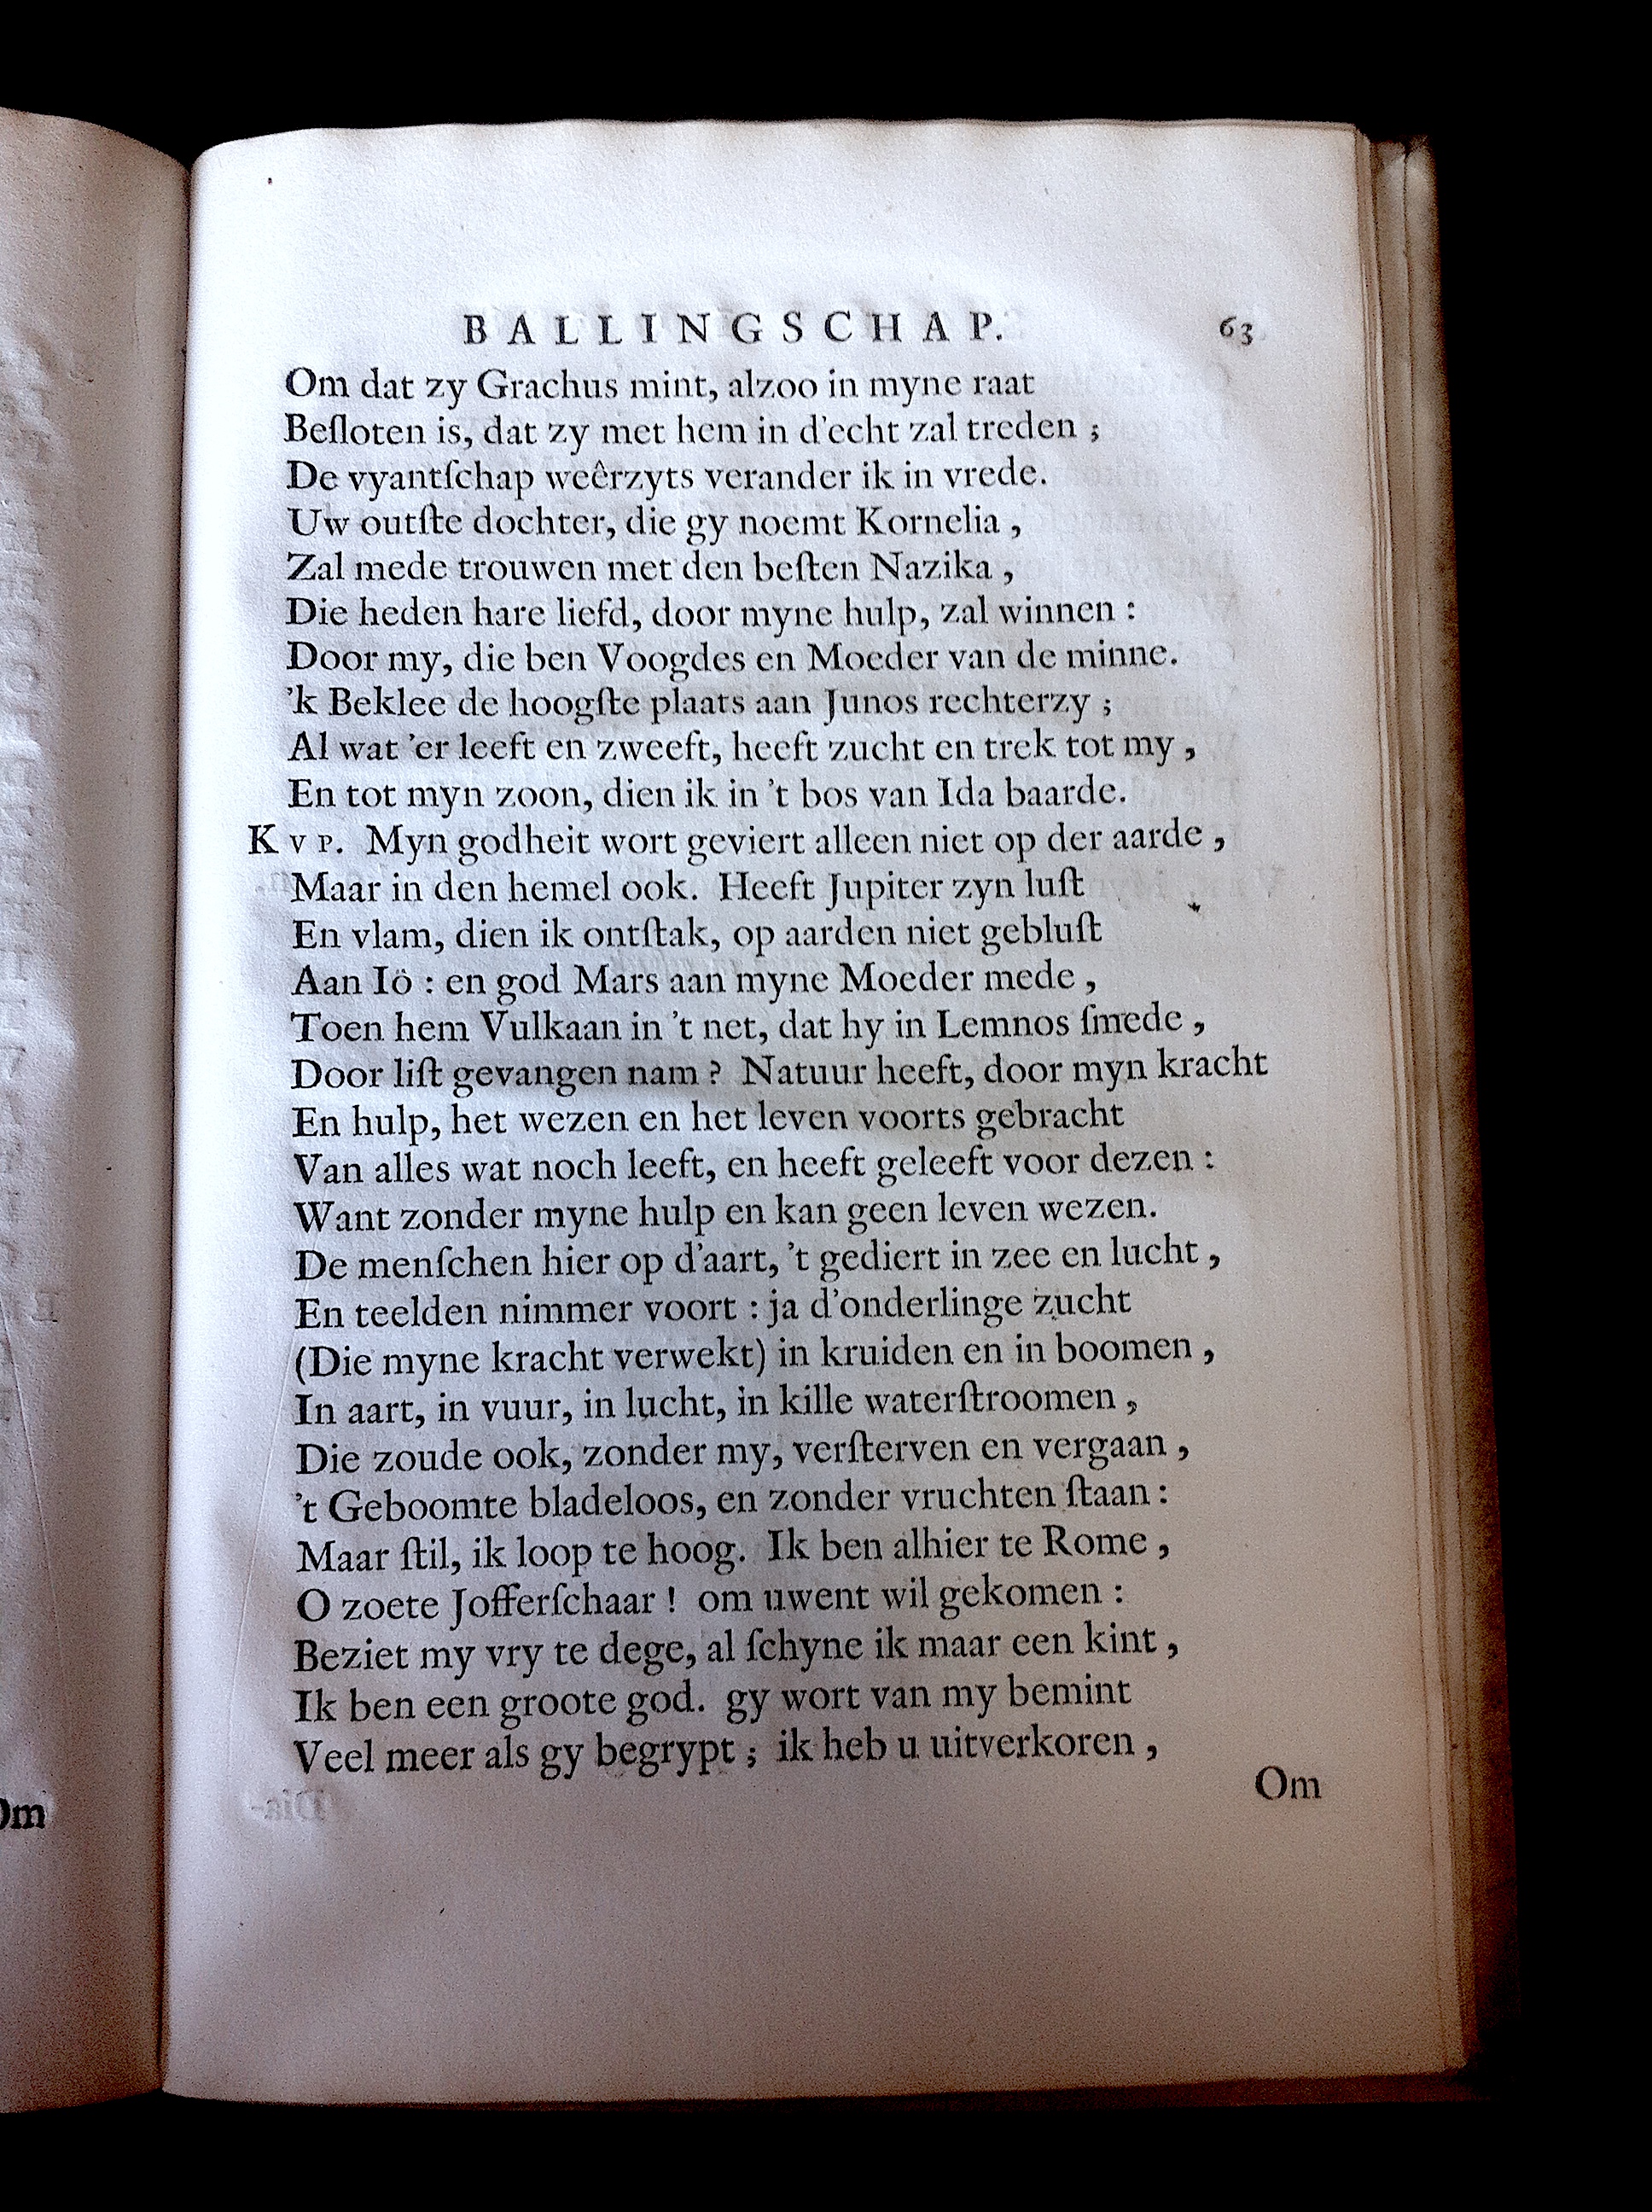 BALLINGSCHAP. 63
Om dat zy Grachus mint, alzoo in myne raat
Beſloten is, dat zy met hem in d'echt zal treden ;
De vyantſchap weêrzyts verander ik in vrede.
Uw outſte dochter, die gy noemt Kornelia ,
Zal mede trouwen met den beſten Nazika ,
Die heden hare liefd, door myne hulp, zal winnen :
Door my, die ben Voogdes en Moeder van de minne.
'k Beklee de hoogſte plaats aan Junos rechterzy ;
Al wat 'er leeft en zweeft, heeft zucht en trek tot my ,
En tot myn zoon, dien ik in 't bos van Ida baarde.
KVP. Myn godheit wort geviert alleen niet op der aarde ,
Maar in den hemel ook. Heeft Jupiter zyn luſt
En vlam, dien ik ontſtak, op aarden niet gebluſt
Aan Iö : en god Mars aan myne Moeder mede ,
Toen hem Vulkaan in 't net, dat hy in Lemnos ſmede ,
Door liſt gevangen nam ? Natuur heeft, door myn kracht
En hulp, het wezen en het leven voorts gebracht
Van alles wat noch leeft, en heeft geleeft voor dezen :
Want zonder myne hulp en kan geen leven wezen.
De menſchen hier op d'aart, 't gediert in zee en lucht ,
En teelden nimmer voort : ja d'onderlinge zucht
(Die myne kracht verwekt) in kruiden en in boomen ,
In aart, in vuur, in lucht, in kille waterſtroomen ,
Die zoude ook, zonder my, verſterven en vergaan ,
't Geboomte bladeloos, en zonder vruchten ſtaan :
Maar ſtil, ik loop te hoog. Ik ben alhier te Rome ,
O zoete Jofferſchaar ! om uwent wil gekomen :
Beziet my vry te dege, al ſchyne ik maar een kint ,
Ik ben een groote god. gy wort van my bemint
Veel meer als gy begrypt ; ik heb u uitverkoren ,
Om